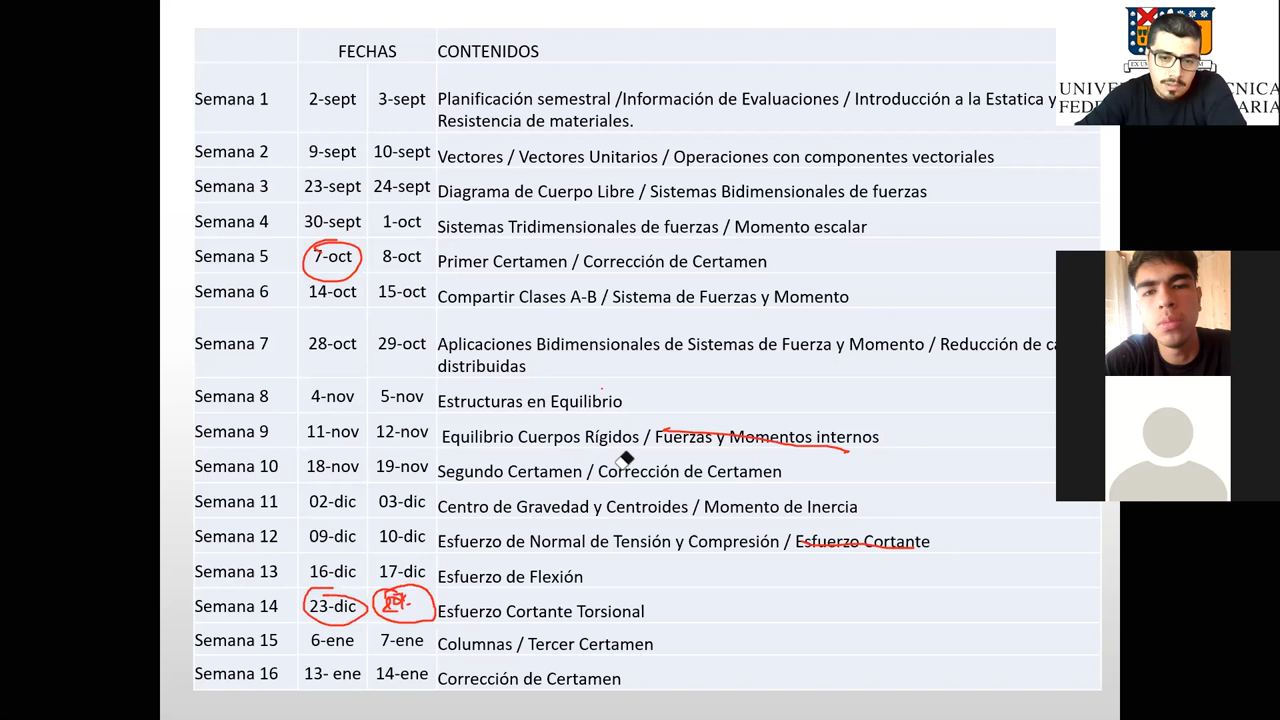 FECHAS CONTENIDOS
Semana 1 2-sept 3-sept Planificación semestral /Información de Evaluaciones / Introducción a la Estatica y
Resistencia de materiales.
Semana 2 9-sept 10-sept Vectores / Vectores Unitarios / Operaciones con componentes vectoriales
Semana 3 23-sept 24-sept Diagrama de Cuerpo Libre / Sistemas Bidimensionales de fuerzas
Semana 4 30-sept 1-oct Sistemas Tridimensionales de fuerzas / Momento escalar
Semana 5 7-oct 8-oct Primer Certamen / Corrección de Certamen
Semana 6 14-oct 15-oct Compartir Clases A-B / Sistema de Fuerzas y Momento
Semana 7 28-oct 29-oct Aplicaciones Bidimensionales de Sistemas de Fuerza y Momento / Reducción de
distribuidas
Semana 8 4-nov 5-nov Estructuras en Equilibrio
Semana 9 11-nov 12-nov Equilibrio Cuerpos Rígidos / Fuerzas y Momentos internos
Semana 10 18-nov 19-nov Segundo Certamen / Corrección de Certamen
Semana 11 02-dic 03-dic Centro de Gravedad y Centroides / Momento de Inercia
Semana 12 09-dic 10-dic Esfuerzo de Normal de Tensión y Compresión / Esfuerzo Cortante
Semana 13 16-dic 17-dic Esfuerzo de Flexión
Semana 14 23-dic Esfuerzo Cortante Torsional
Semana 15 6-ene 7-ene Columnas / Tercer Certamen
Semana 16 13- ene 14-ene Corrección de Certamen